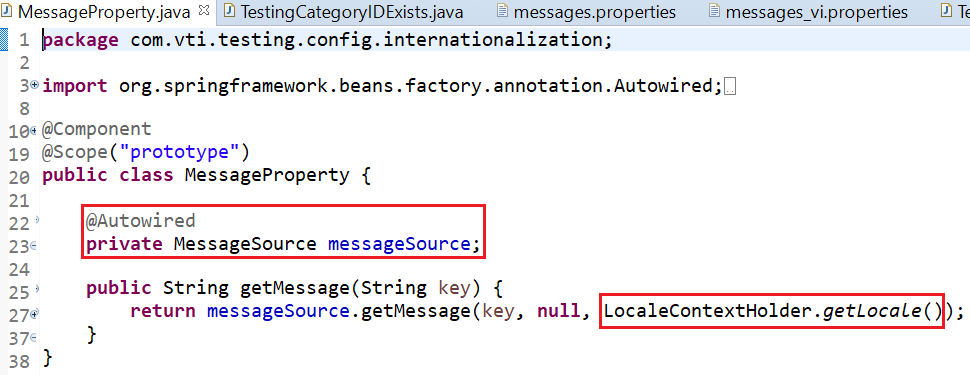 MessageProperty.java TestingCategoryIDExists.java messages.properties messages_vi.properties Te
1 package com.vti.testing.config.internationalization;
2
3 import org.springframework.beans.factory.annotation.Autowired;
8
10 @Component
19 @Scope("prototype")
20 public class MessageProperty {
21
22 @Autowired
23 private MessageSource messageSource;
24
25 public String getMessage(String key) {
27 return messageSource.getMessage(key, null, LocaleContextHolder.getLocale());
37 }
38 }